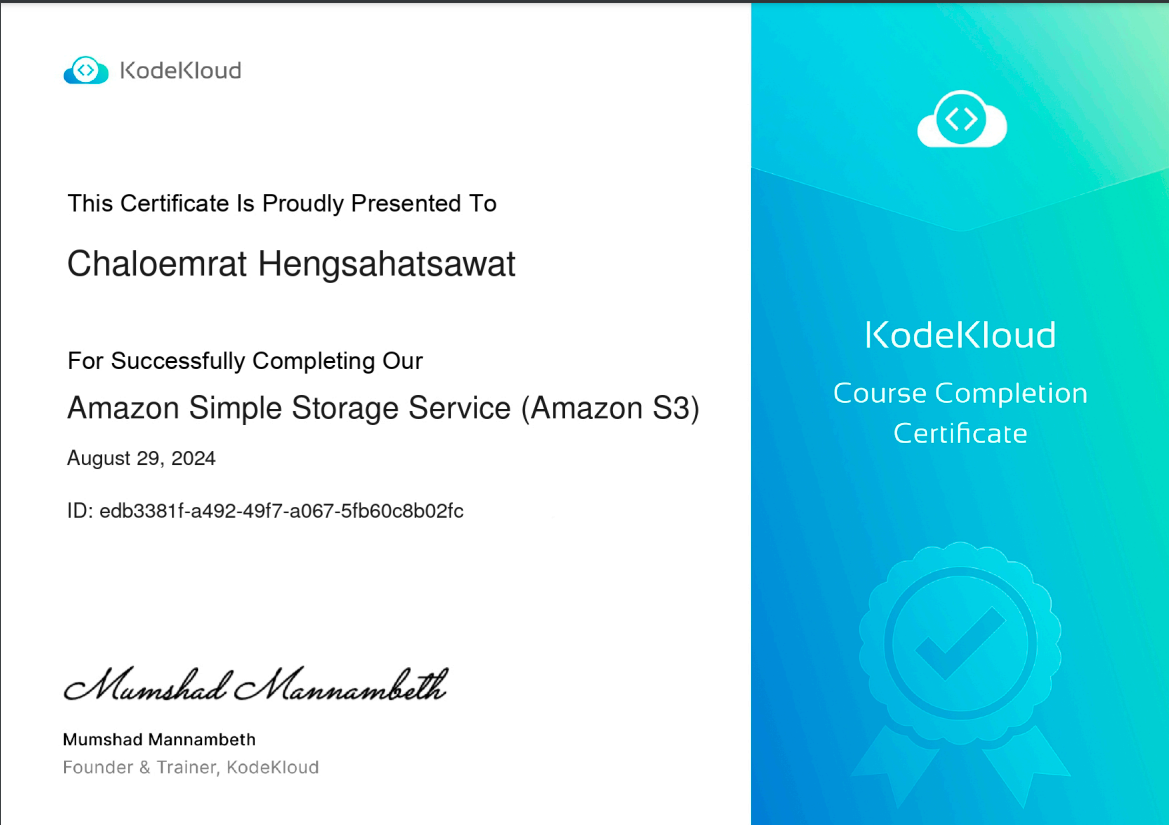 KodeKloud
This Certificate Is Proudly Presented To
Chaloemrat Hengsahatsawat
For Successfully Completing Our
Amazon Simple Storage Service (Amazon S3)
August 29, 2024
ID: edb3381f-a492-49f7-a067-5fb60c8b02fc
Mumshad Mannambeth
Mumshad Mannambeth
Founder & Trainer, KodeKloud
KodeKloud
Course Completion
Certificate